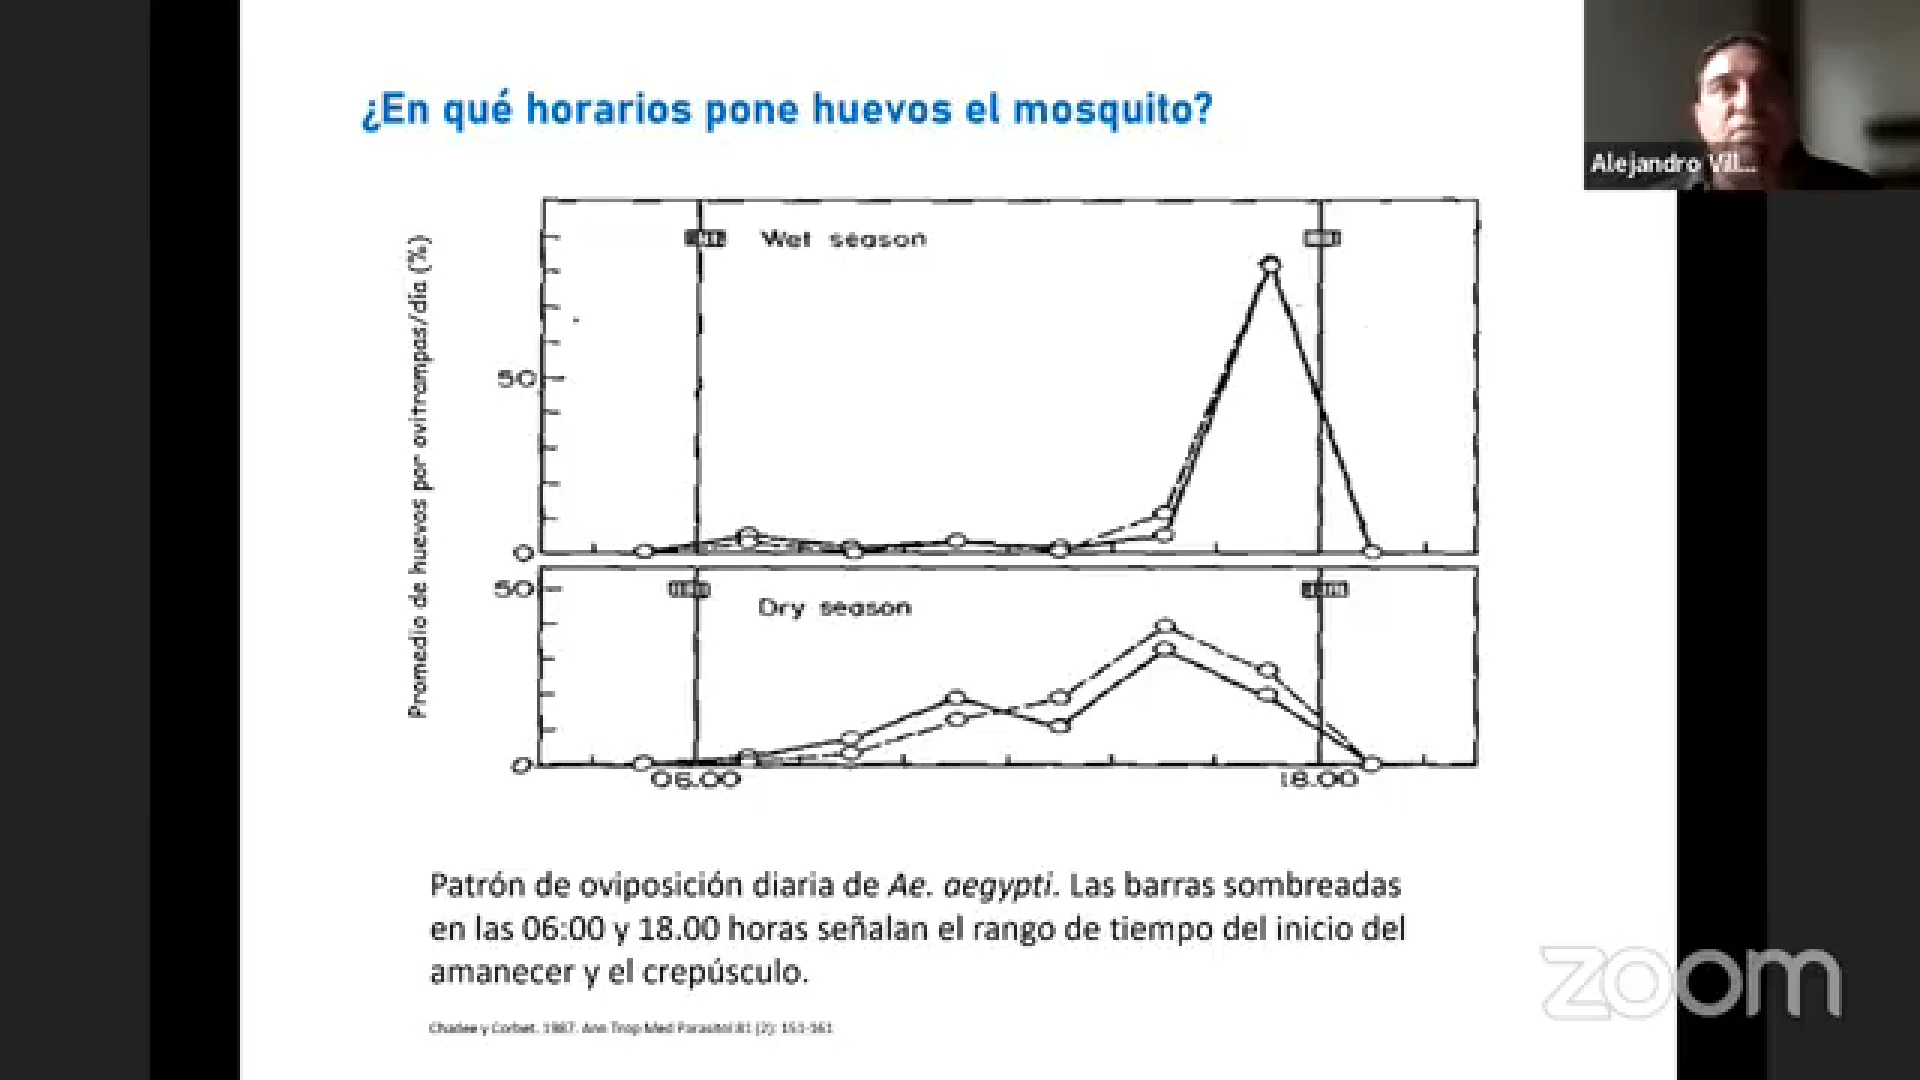 ¿En qué horarios pone huevos el mosquito?
Alejandro Vill...
Promedio de huevos por ovitrampas/día (%)
Wet season
50
0
Dry season
50
0
06.00
18.00
Patrón de oviposición diaria de Ae. aegypti. Las barras sombreadas
en las 06:00 y 18.00 horas señalan el rango de tiempo del inicio del
amanecer y el crepúsculo.
Chadee y Corbet. 1987. Ann Trop Med Parasitol 81 (2): 151-161
zoom